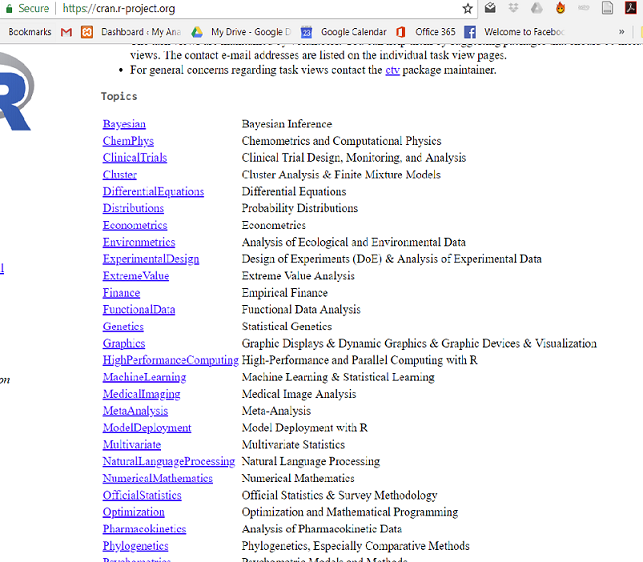 Secure | https://cran.r-project.org
Bookmarks Dashboard ‹ My Ana My Drive - Google D Google Calendar Office 365 Welcome to Faceboo »
views. The contact e-mail addresses are listed on the individual task view pages.
• For general concerns regarding task views contact the ctv package maintainer.
Topics
Bayesian Bayesian Inference
ChemPhys Chemometrics and Computational Physics
ClinicalTrials Clinical Trial Design, Monitoring, and Analysis
Cluster Cluster Analysis & Finite Mixture Models
DifferentialEquations Differential Equations
Distributions Probability Distributions
Econometrics Econometrics
Environmetrics Analysis of Ecological and Environmental Data
ExperimentalDesign Design of Experiments (DoE) & Analysis of Experimental Data
ExtremeValue Extreme Value Analysis
Finance Empirical Finance
FunctionalData Functional Data Analysis
Genetics Statistical Genetics
Graphics Graphic Displays & Dynamic Graphics & Graphic Devices & Visualization
HighPerformanceComputing High-Performance and Parallel Computing with R
MachineLearning Machine Learning & Statistical Learning
MedicalImaging Medical Image Analysis
MetaAnalysis Meta-Analysis
ModelDeployment Model Deployment with R
Multivariate Multivariate Statistics
NaturalLanguageProcessing Natural Language Processing
NumericalMathematics Numerical Mathematics
OfficialStatistics Official Statistics & Survey Methodology
Optimization Optimization and Mathematical Programming
Pharmacokinetics Analysis of Pharmacokinetic Data
Phylogenetics Phylogenetics, Especially Comparative Methods
Psychometrics Psychometric Models and Methods